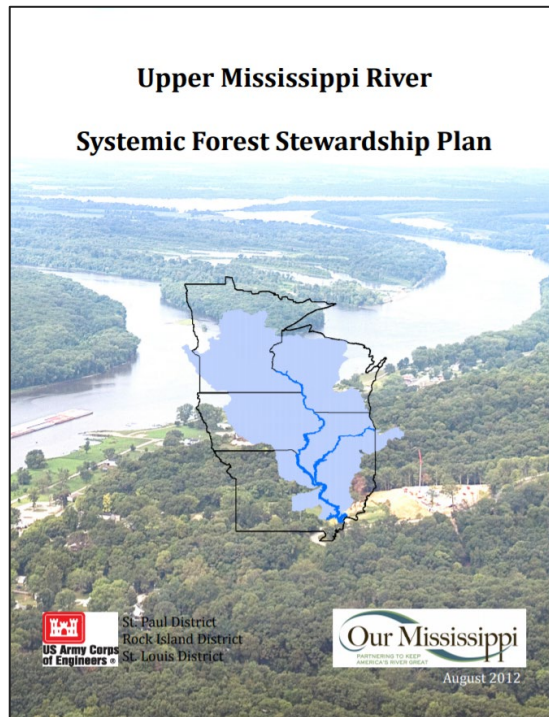 Upper Mississippi River
Systemic Forest Stewardship Plan
US Army Corps
of Engineers ®
St. Paul District
Rock Island District
St. Louis District
Our Mississippi
PARTNERING TO KEEP
AMERICA'S RIVER GREAT
August 2012